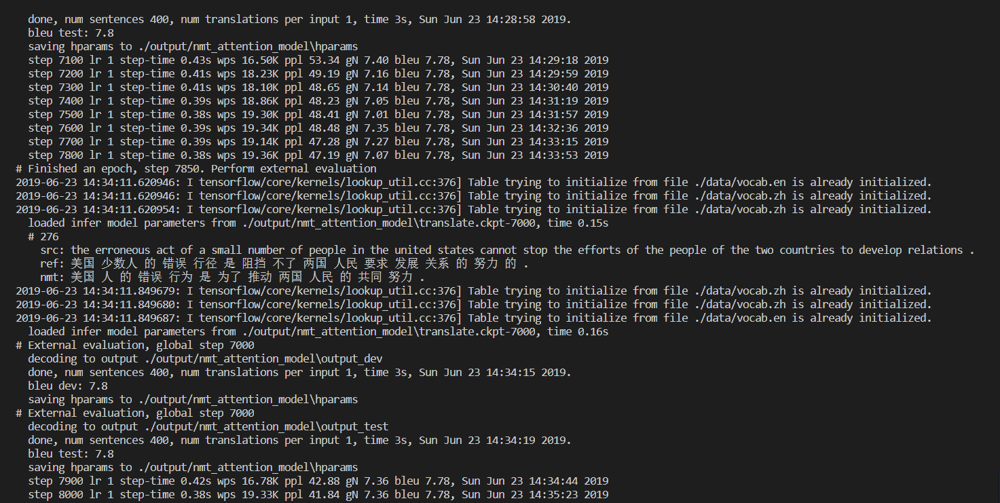 done, num sentences 400, num translations per input 1, time 3s, Sun Jun 23 14:28:58 2019.
bleu test: 7.8
saving hparams to ./output/nmt_attention_model\hparams
step 7100 lr 1 step-time 0.43s wps 16.50K ppl 53.34 gN 7.40 bleu 7.78, Sun Jun 23 14:29:18 2019
step 7200 lr 1 step-time 0.41s wps 18.23K ppl 49.19 gN 7.16 bleu 7.78, Sun Jun 23 14:29:59 2019
step 7300 lr 1 step-time 0.41s wps 18.10K ppl 48.65 gN 7.14 bleu 7.78, Sun Jun 23 14:30:40 2019
step 7400 lr 1 step-time 0.39s wps 18.86K ppl 48.23 gN 7.05 bleu 7.78, Sun Jun 23 14:31:19 2019
step 7500 lr 1 step-time 0.38s wps 19.30K ppl 48.41 gN 7.01 bleu 7.78, Sun Jun 23 14:31:57 2019
step 7600 lr 1 step-time 0.39s wps 19.34K ppl 48.48 gN 7.35 bleu 7.78, Sun Jun 23 14:32:36 2019
step 7700 lr 1 step-time 0.39s wps 19.14K ppl 47.28 gN 7.27 bleu 7.78, Sun Jun 23 14:33:15 2019
step 7800 lr 1 step-time 0.38s wps 19.36K ppl 47.19 gN 7.07 bleu 7.78, Sun Jun 23 14:33:53 2019
# Finished an epoch, step 7850. Perform external evaluation
2019-06-23 14:34:11.620946: I tensorflow/core/kernels/lookup_util.cc:376] Table trying to initialize from file ./data/vocab.en is already initialized.
2019-06-23 14:34:11.620946: I tensorflow/core/kernels/lookup_util.cc:376] Table trying to initialize from file ./data/vocab.zh is already initialized.
2019-06-23 14:34:11.620954: I tensorflow/core/kernels/lookup_util.cc:376] Table trying to initialize from file ./data/vocab.zh is already initialized.
loaded infer model parameters from ./output/nmt_attention_model\translate.ckpt-7000, time 0.15s
# 276
src: the erroneous act of a small number of people in the united states cannot stop the efforts of the people of the two countries to develop relations .
ref: 美国 少数人 的 错误 行径 是 阻挡 不了 两国 人民 要求 发展 关系 的 努力 的 .
nmt: 美国 人 的 错误 行为 是 为了 推动 两国 人民 的 共同 努力 .
2019-06-23 14:34:11.849679: I tensorflow/core/kernels/lookup_util.cc:376] Table trying to initialize from file ./data/vocab.zh is already initialized.
2019-06-23 14:34:11.849680: I tensorflow/core/kernels/lookup_util.cc:376] Table trying to initialize from file ./data/vocab.zh is already initialized.
2019-06-23 14:34:11.849687: I tensorflow/core/kernels/lookup_util.cc:376] Table trying to initialize from file ./data/vocab.en is already initialized.
loaded infer model parameters from ./output/nmt_attention_model\translate.ckpt-7000, time 0.16s
# External evaluation, global step 7000
decoding to output ./output/nmt_attention_model\output_dev
done, num sentences 400, num translations per input 1, time 3s, Sun Jun 23 14:34:15 2019.
bleu dev: 7.8
saving hparams to ./output/nmt_attention_model\hparams
# External evaluation, global step 7000
decoding to output ./output/nmt_attention_model\output_test
done, num sentences 400, num translations per input 1, time 3s, Sun Jun 23 14:34:19 2019.
bleu test: 7.8
saving hparams to ./output/nmt_attention_model\hparams
step 7900 lr 1 step-time 0.42s wps 16.78K ppl 42.88 gN 7.36 bleu 7.78, Sun Jun 23 14:34:44 2019
step 8000 lr 1 step-time 0.38s wps 19.33K ppl 41.84 gN 7.36 bleu 7.78, Sun Jun 23 14:35:23 2019